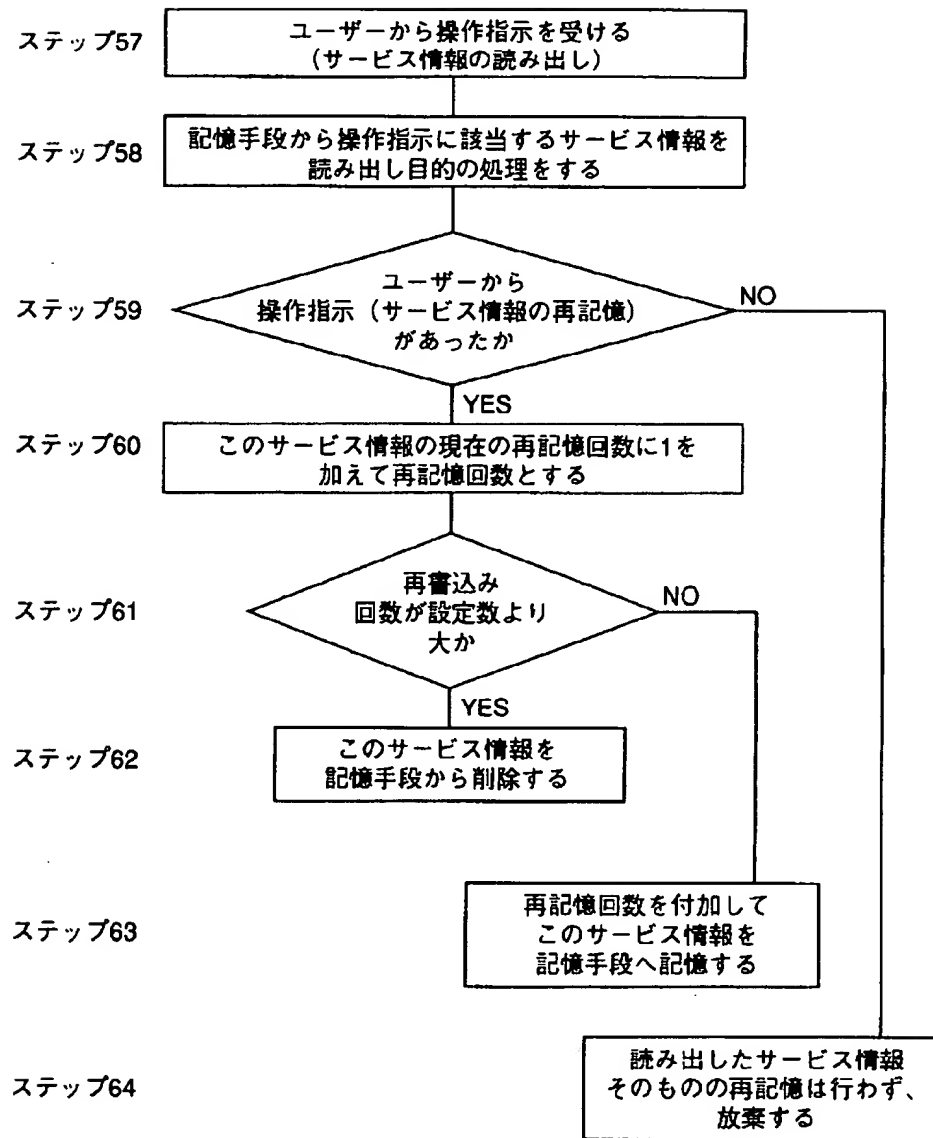 ステップ57
ユーザーから操作指示を受ける
（サービス情報の読み出し）
ステップ58
記憶手段から操作指示に該当するサービス情報を
読み出し目的の処理をする
ステップ59
ユーザーから
操作指示（サービス情報の再記憶）
があったか
NO
YES
ステップ60
このサービス情報の現在の再記憶回数に1を
加えて再記憶回数とする
ステップ61
再書込み
回数が設定数より
大か
NO
YES
ステップ62
このサービス情報を
記憶手段から削除する
ステップ63
再記憶回数を付加して
このサービス情報を
記憶手段へ記憶する
ステップ64
読み出したサービス情報
そのものの再記憶は行わず、
放棄する